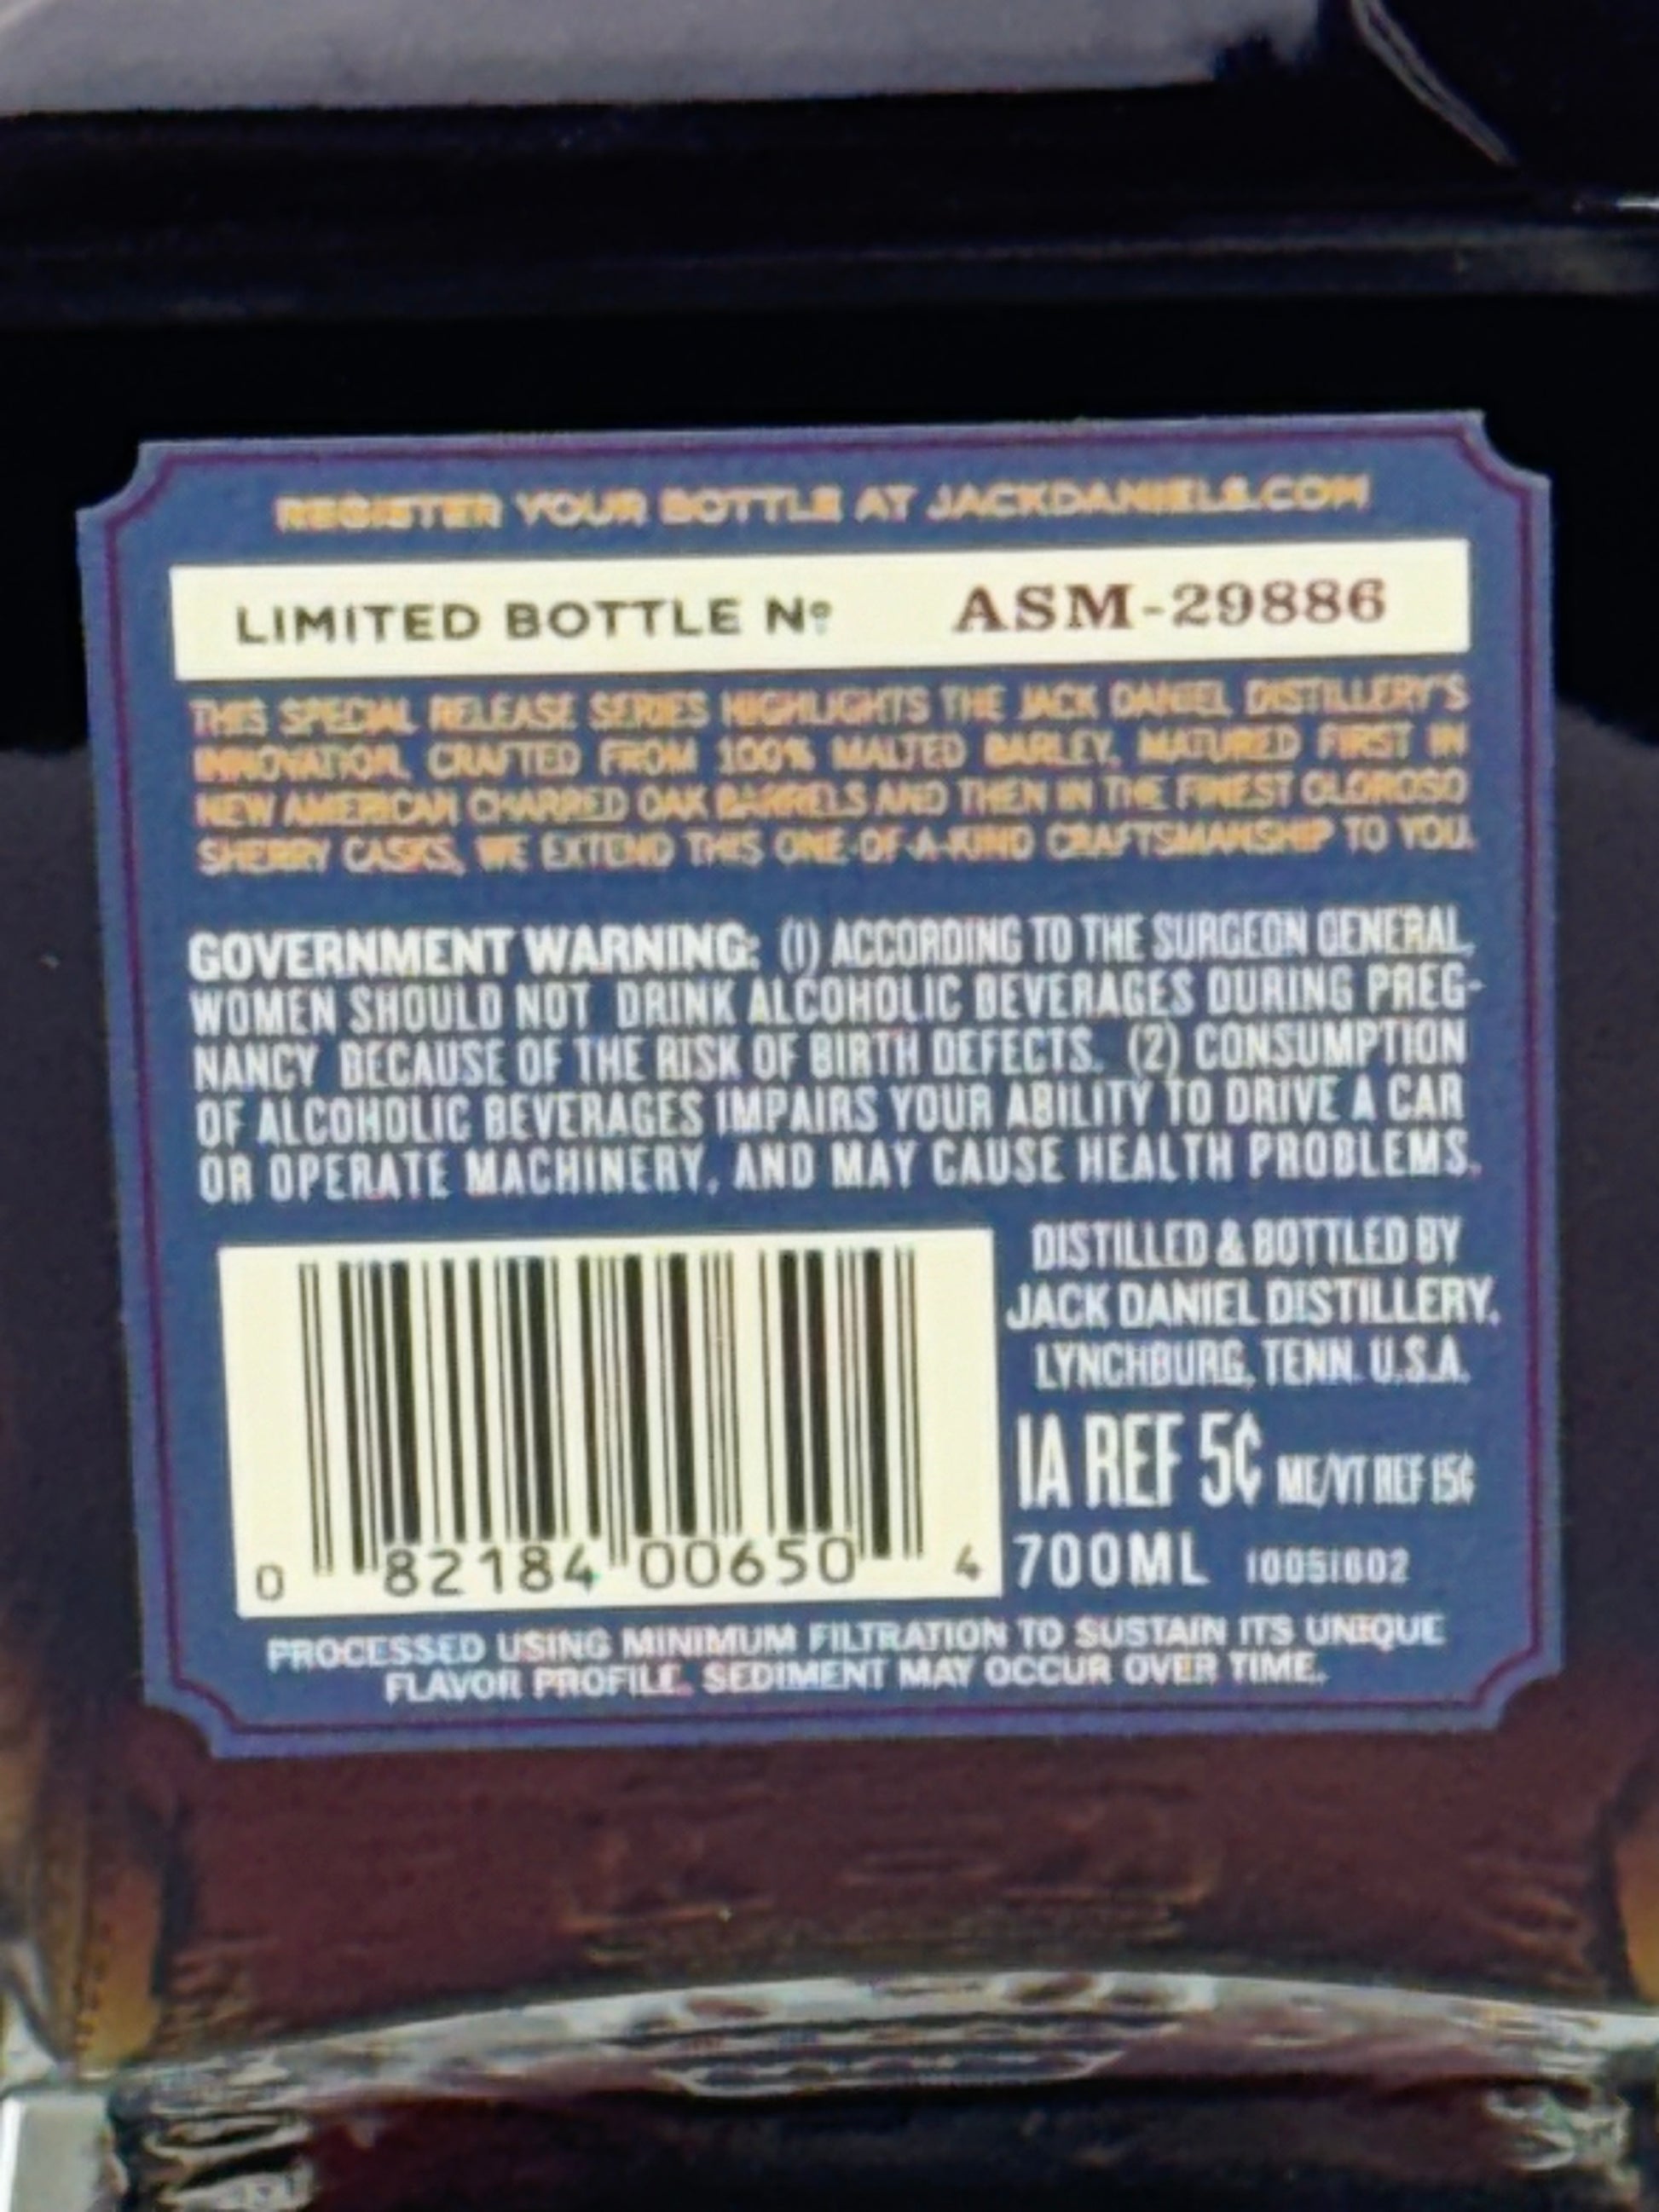 REGISTER YOUR BOTTLE AT JACKDANIELS.COM
LIMITED BOTTLE Nº ASM-29886
THIS SPECIAL RELEASE SERIES HIGHLIGHTS THE JACK DANIEL DISTILLERY'S
INNOVATION. CRAFTED FROM 100% MALTED BARLEY, MATURED FIRST IN
NEW AMERICAN CHARRED OAK BARRELS AND THEN IN THE FINEST OLOROSO
SHERRY CASKS, WE EXTEND THIS ONE-OF-A-KIND CRAFTSMANSHIP TO YOU.
GOVERNMENT WARNING: (1) ACCORDING TO THE SURGEON GENERAL,
WOMEN SHOULD NOT DRINK ALCOHOLIC BEVERAGES DURING PREG-
NANCY BECAUSE OF THE RISK OF BIRTH DEFECTS. (2) CONSUMPTION
OF ALCOHOLIC BEVERAGES IMPAIRS YOUR ABILITY TO DRIVE A CAR
OR OPERATE MACHINERY, AND MAY CAUSE HEALTH PROBLEMS.
DISTILLED & BOTTLED BY
JACK DANIEL DISTILLERY,
LYNCHBURG, TENN. U.S.A.
IA REF 5¢ ME/VT REF 15¢
700ML 10051602
0 82184 00650 4
PROCESSED USING MINIMUM FILTRATION TO SUSTAIN ITS UNIQUE
FLAVOR PROFILE. SEDIMENT MAY OCCUR OVER TIME.